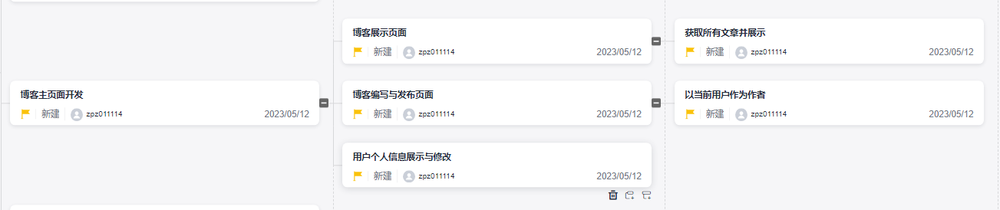 博客展示页面
新建 zpz011114 2023/05/12
获取所有文章并展示
新建 zpz011114 2023/05/12
博客主页面开发
新建 zpz011114 2023/05/12
博客编写与发布页面
新建 zpz011114 2023/05/12
以当前用户作为作者
新建 zpz011114 2023/05/12
用户个人信息展示与修改
新建 zpz011114 2023/05/12